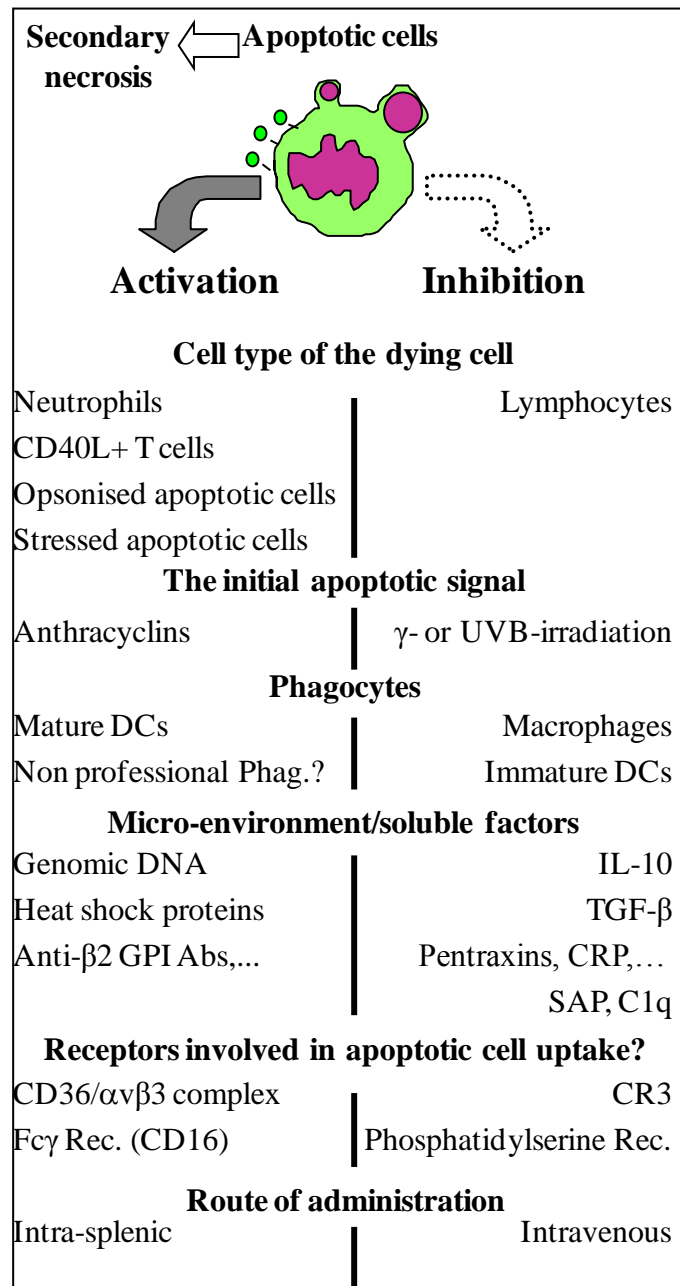 Secondary necrosis
Apoptotic cells
Activation
Inhibition
Cell type of the dying cell
Neutrophils
Lymphocytes
CD40L+ T cells
Opsonised apoptotic cells
Stressed apoptotic cells
The initial apoptotic signal
Anthracyclins
γ- or UVB-irradiation
Phagocytes
Mature DCs
Macrophages
Non professional Phag.?
Immature DCs
Micro-environment/soluble factors
Genomic DNA
IL-10
Heat shock proteins
TGF-β
Anti-β2 GPI Abs,...
Pentraxins, CRP,…
SAP, C1q
Receptors involved in apoptotic cell uptake?
CD36/αvβ3 complex
CR3
Fcγ Rec. (CD16)
Phosphatidylserine Rec.
Route of administration
Intra-splenic
Intravenous